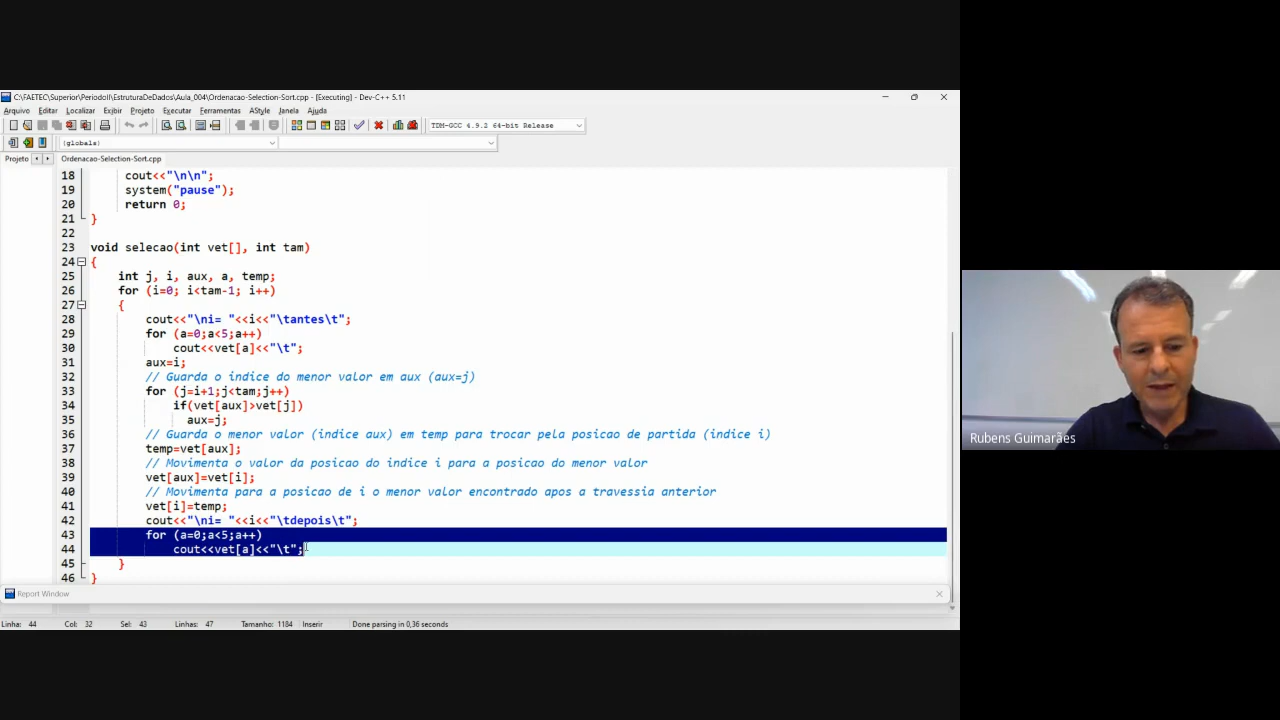 C:\FAETEC\Superior\PeriodoII\EstruturaDeDados\Aula_004\Ordenacao-Selection-Sort.cpp - [Executing] - Dev-C++ 5.11
Arquivo Editar Localizar Exibir Projeto Executar Ferramentas AStyle Janela Ajuda
TDM-GCC 4.9.2 64-bit Release
(globals)
Projeto Ordenacao-Selection-Sort.cpp
18 cout<<"\n\n";
19 system("pause");
20 return 0;
21 }
22
23 void selecao(int vet[], int tam)
24 {
25 int j, i, aux, a, temp;
26 for (i=0; i<tam-1; i++)
27 {
28 cout<<"\ni= "<<i<<"\tantes\t";
29 for (a=0;a<5;a++)
30 cout<<vet[a]<<"\t";
31 aux=i;
32 // Guarda o indice do menor valor em aux (aux=j)
33 for (j=i+1;j<tam;j++)
34 if(vet[aux]>vet[j])
35 aux=j;
36 // Guarda o menor valor (indice aux) em temp para trocar pela posicao de partida (indice i)
37 temp=vet[aux];
38 // Movimenta o valor da posicao do indice i para a posicao do menor valor
39 vet[aux]=vet[i];
40 // Movimenta para a posicao de i o menor valor encontrado apos a travessia anterior
41 vet[i]=temp;
42 cout<<"\ni= "<<i<<"\tdepois\t";
43 for (a=0;a<5;a++)
44 cout<<vet[a]<<"\t";
45 }
46 }
Report Window
Linha: 44 Col: 32 Sel: 43 Linhas: 47 Tamanho: 1184 Inserir Done parsing in 0,36 seconds
Rubens Guimarães